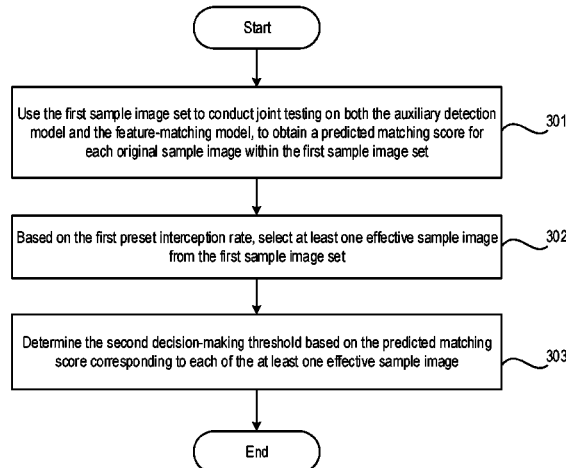 Start
Use the first sample image set to conduct joint testing on both the auxiliary detection
model and the feature-matching model, to obtain a predicted matching score for
each original sample image within the first sample image set
301
Based on the first preset interception rate, select at least one effective sample image
from the first sample image set
302
Determine the second decision-making threshold based on the predicted matching
score corresponding to each of the at least one effective sample image
303
End